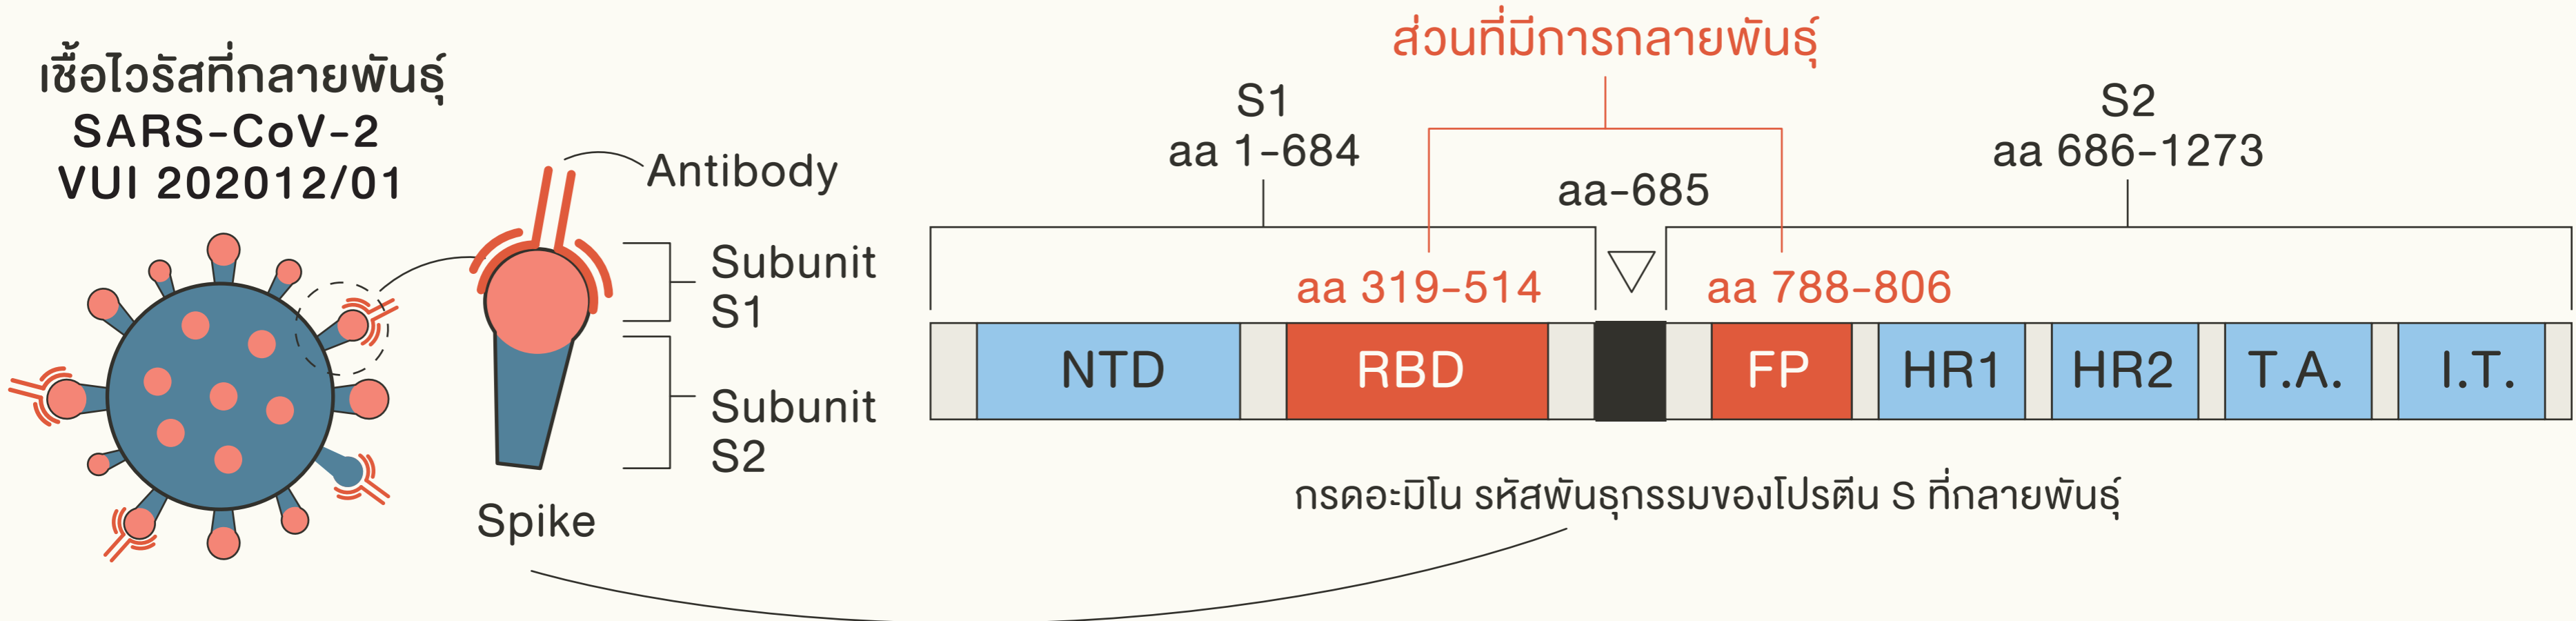 เชื้อไวรัสที่กลายพันธุ์
SARS-CoV-2
VUI 202012/01
Antibody
Subunit
S1
Subunit
S2
Spike
ส่วนที่มีการกลายพันธุ์
S1
aa 1-684
aa-685
S2
aa 686-1273
aa 319-514
aa 788-806
NTD
RBD
FP
HR1
HR2
T.A.
I.T.
กรดอะมิโน รหัสพันธุกรรมของโปรตีน S ที่กลายพันธุ์